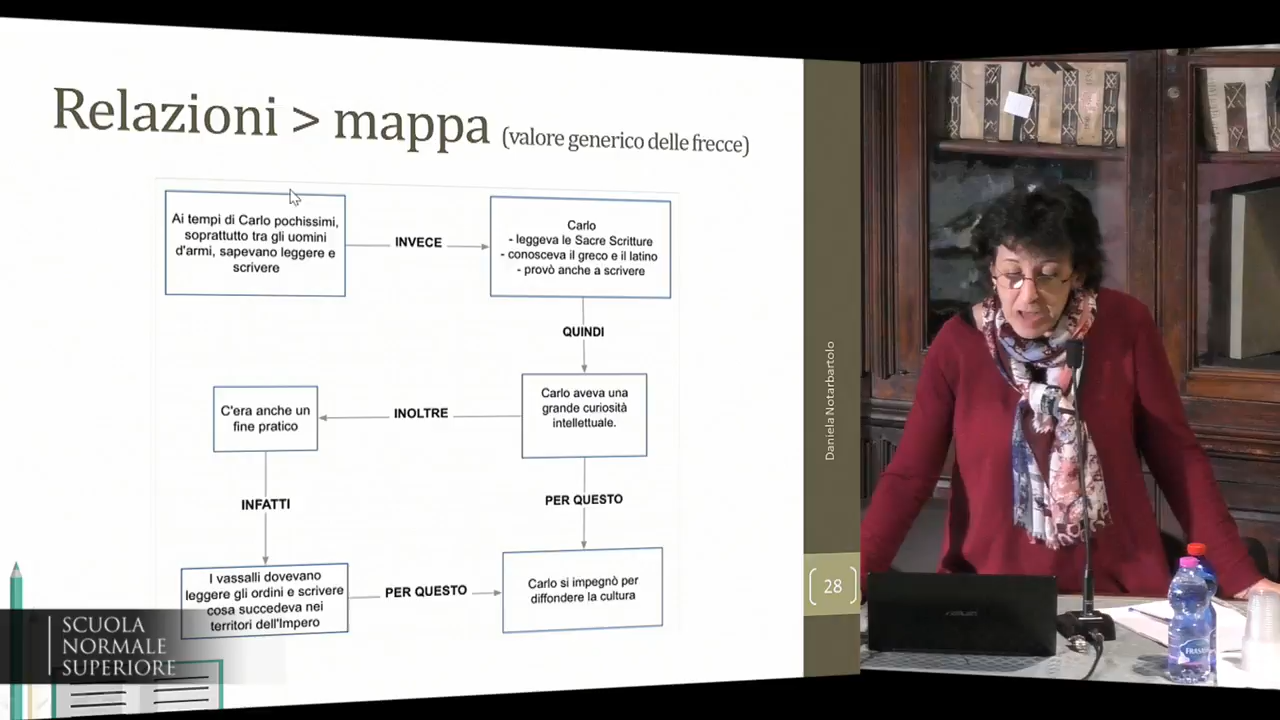 Relazioni > mappa (valore generico delle frecce)
Ai tempi di Carlo pochissimi,
soprattutto tra gli uomini
d'armi, sapevano leggere e
scrivere
INVECE
Carlo
- leggeva le Sacre Scritture
- conosceva il greco e il latino
- provò anche a scrivere
QUINDI
Carlo aveva una
grande curiosità
intellettuale.
INOLTRE
C'era anche un
fine pratico
INFATTI
PER QUESTO
I vassalli dovevano
leggere gli ordini e scrivere
cosa succedeva nei
territori dell'Impero
PER QUESTO
Carlo si impegnò per
diffondere la cultura
Daniela Notarbartolo
28
SCUOLA
NORMALE
SUPERIORE
ASUS